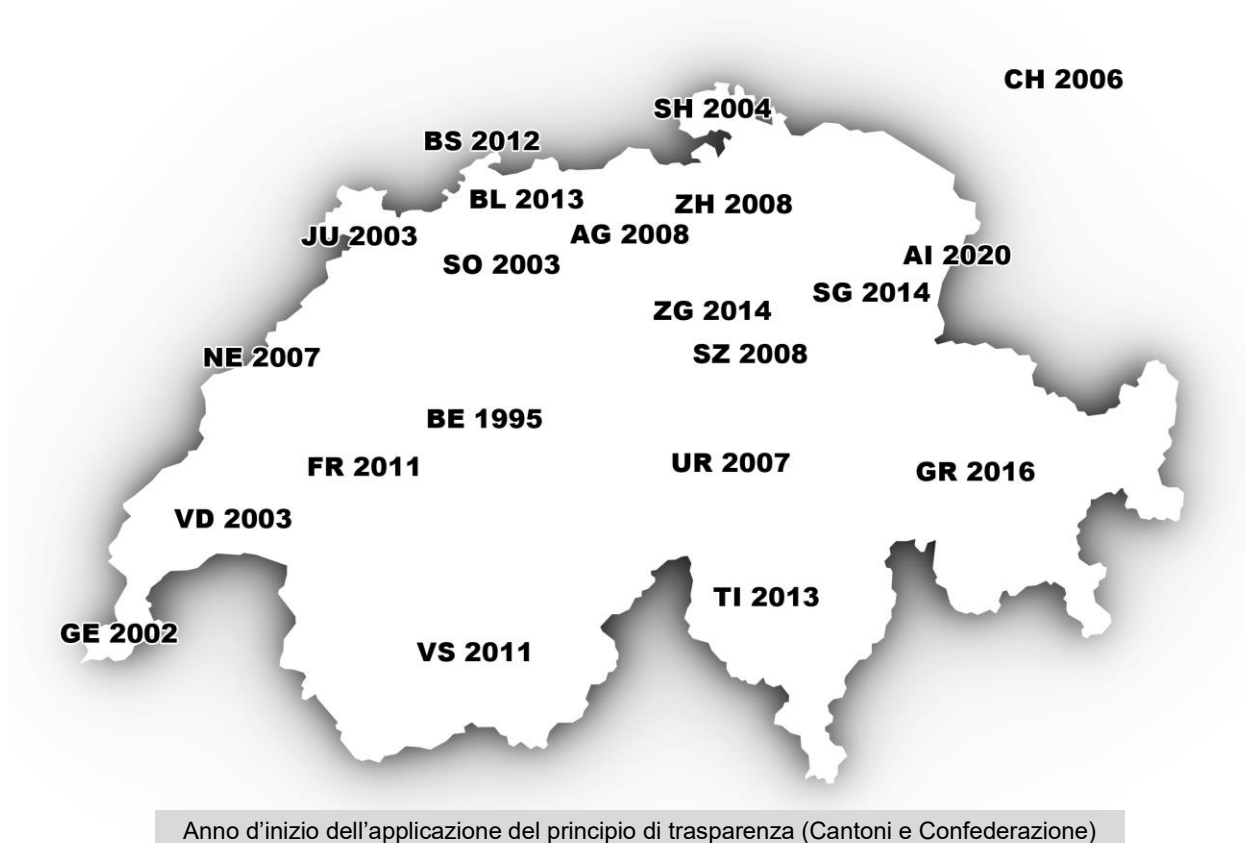 CH 2006
SH 2004
BS 2012
BL 2013
ZH 2008
JU 2003
AG 2008
SO 2003
AI 2020
SG 2014
ZG 2014
NE 2007
SZ 2008
BE 1995
FR 2011
UR 2007
GR 2016
VD 2003
TI 2013
GE 2002
VS 2011
Anno d'inizio dell'applicazione del principio di trasparenza (Cantoni e Confederazione)